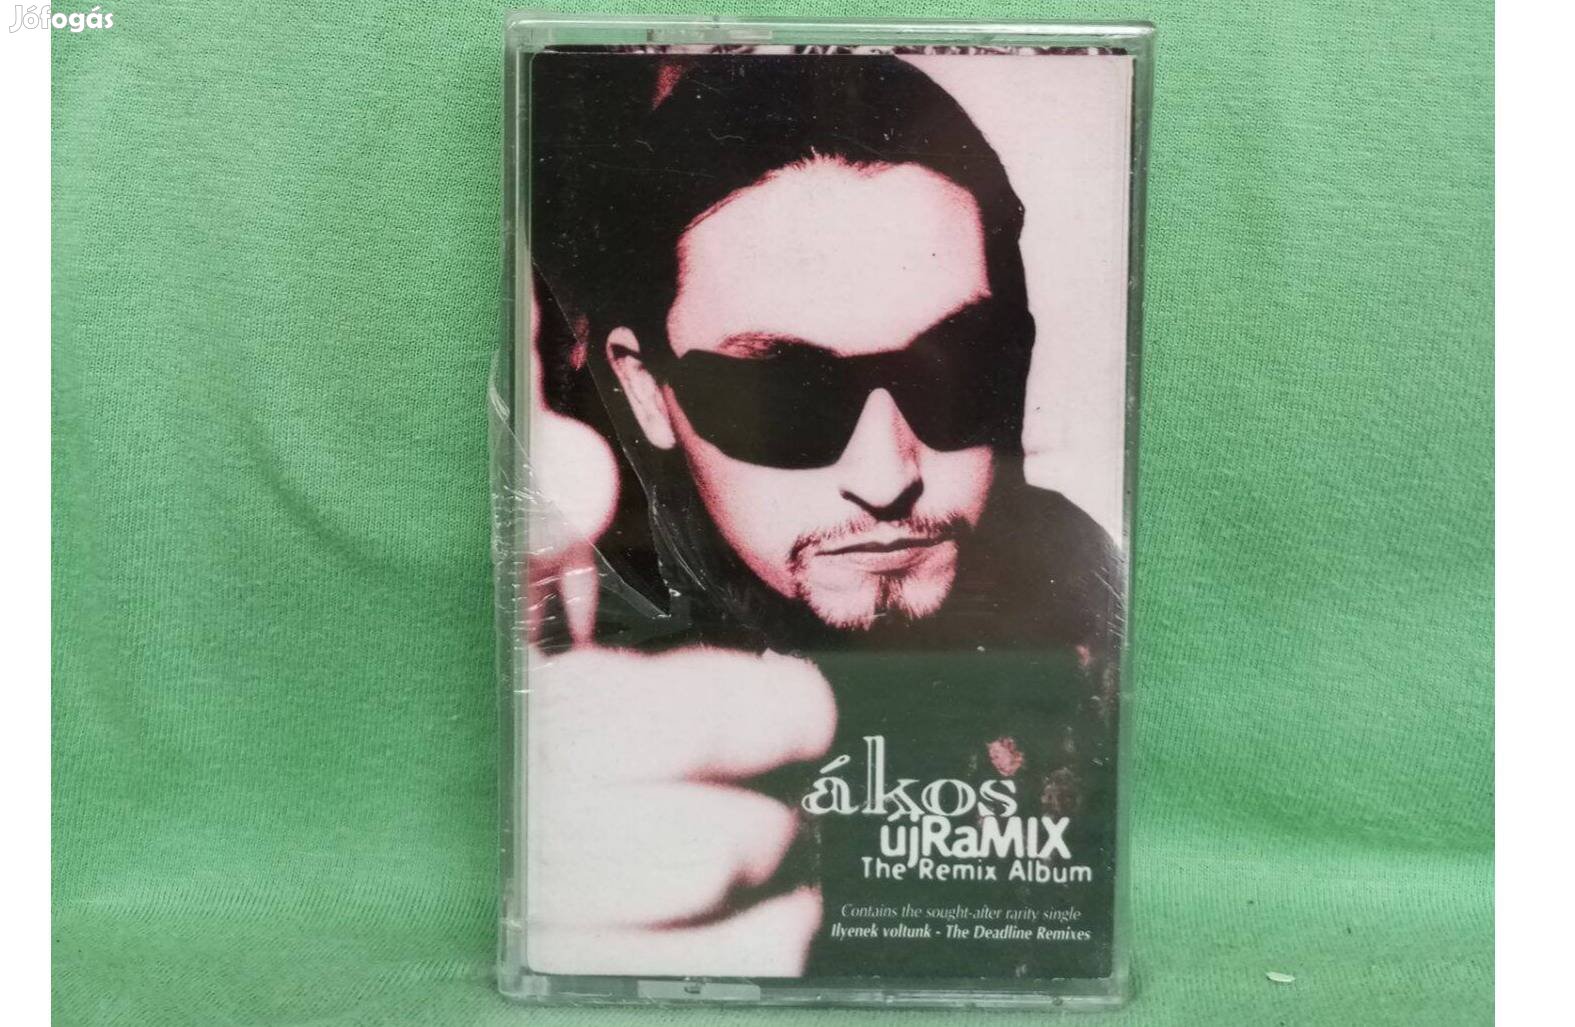 Jófogás
ákos
újRaMIX
The Remix Album
Contains the sought-after rarity single
Ilyenek voltunk - The Deadline Remixes